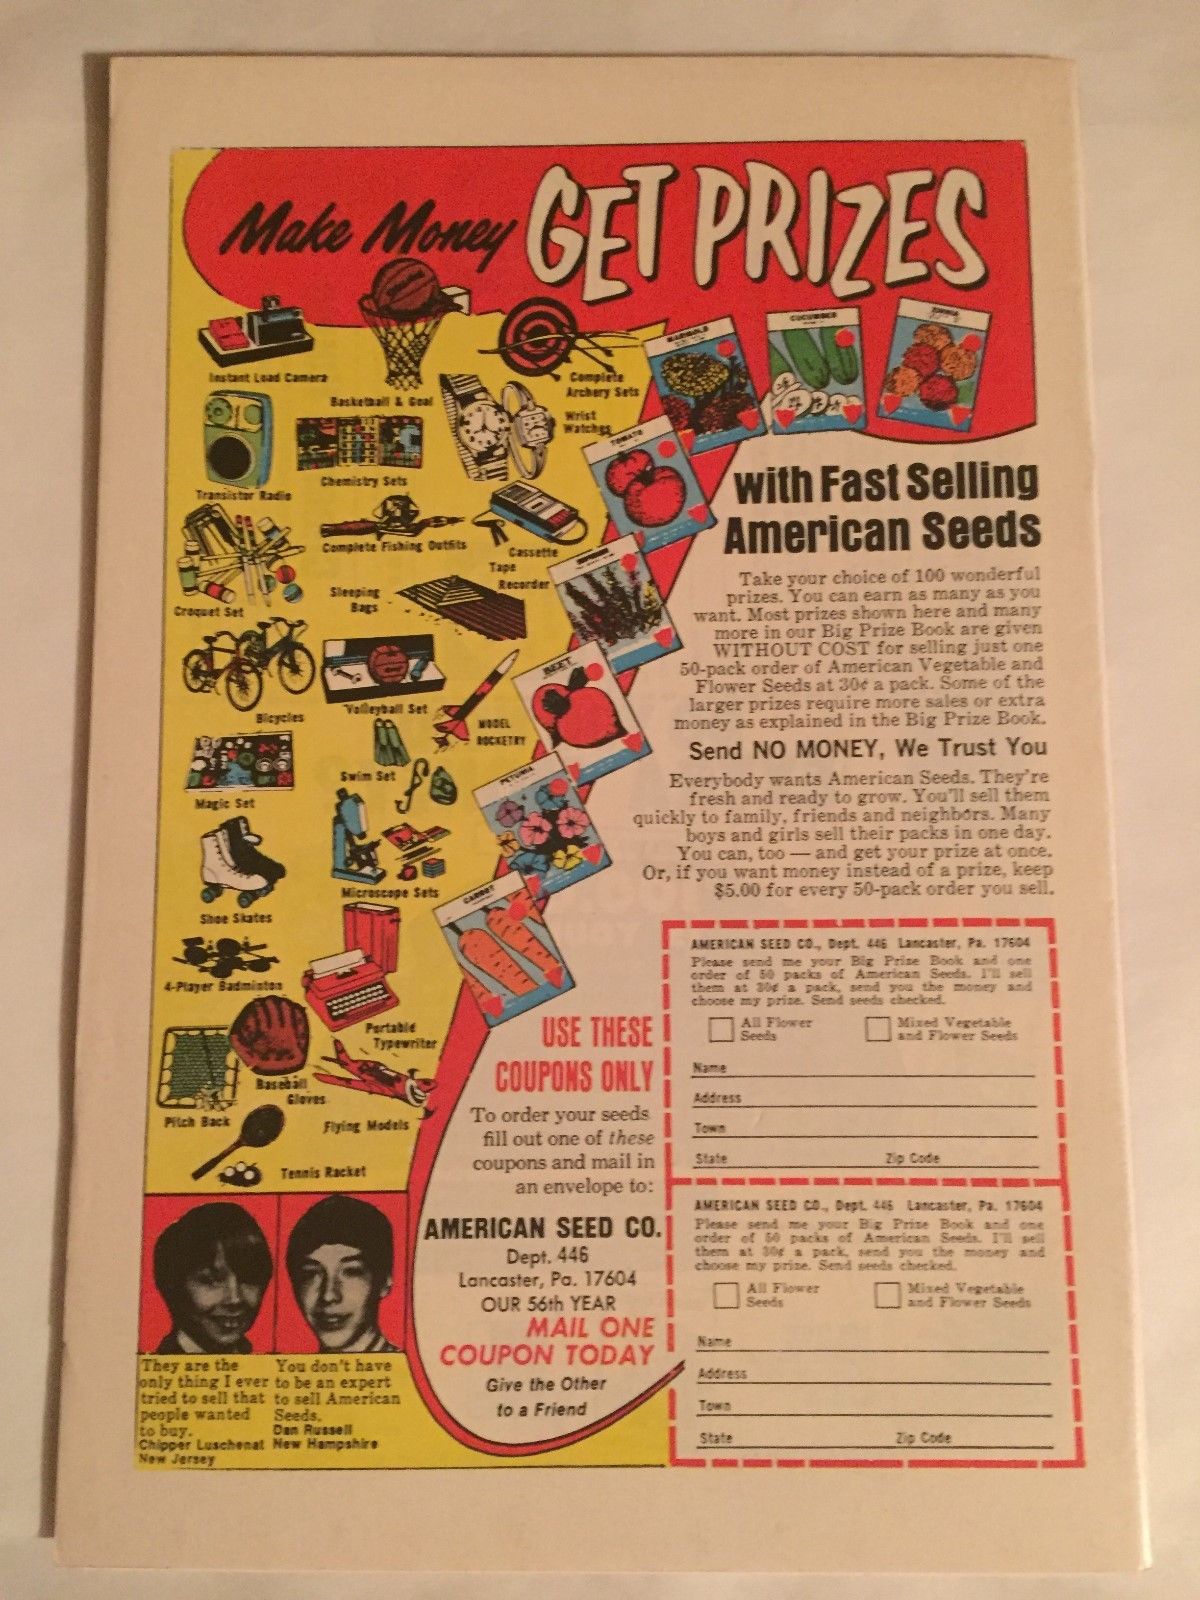 Make Money GET PRIZES
Instant Load Camera
Basketball & Goal
Complete
Archery Sets
Wrist
Watches
Transistor Radio
Chemistry Sets
Complete Fishing Outfits
Cassette
Tape
Recorder
Croquet Set
Sleeping
Bags
Bicycles
Volleyball Set
MODEL
ROCKETRY
Magic Set
Swim Set
Shoe Skates
Microscope Sets
4-Player Badminton
Portable
Typewriter
Baseball
Gloves
Pitch Back
Flying Models
Tennis Racket
MARIGOLD
CUCUMBER
ZINNIA
TOMATO
BEET
PETUNIA
CARROT
with Fast Selling
American Seeds
Take your choice of 100 wonderful
prizes. You can earn as many as you
want. Most prizes shown here and many
more in our Big Prize Book are given
WITHOUT COST for selling just one
50-pack order of American Vegetable and
Flower Seeds at 30¢ a pack. Some of the
larger prizes require more sales or extra
money as explained in the Big Prize Book.
Send NO MONEY, We Trust You
Everybody wants American Seeds. They're
fresh and ready to grow. You'll sell them
quickly to family, friends and neighbors. Many
boys and girls sell their packs in one day.
You can, too — and get your prize at once.
Or, if you want money instead of a prize, keep
$5.00 for every 50-pack order you sell.
USE THESE
COUPONS ONLY
To order your seeds
fill out one of these
coupons and mail in
an envelope to:
AMERICAN SEED CO.
Dept. 446
Lancaster, Pa. 17604
OUR 56th YEAR
MAIL ONE
COUPON TODAY
Give the Other
to a Friend
AMERICAN SEED CO., Dept. 446 Lancaster, Pa. 17604
Please send me your Big Prize Book and one
order of 50 packs of American Seeds. I'll sell
them at 30¢ a pack, send you the money and
choose my prize. Send seeds checked.
All Flower
Seeds
Mixed Vegetable
and Flower Seeds
Name
Address
Town
State Zip Code
AMERICAN SEED CO., Dept. 446 Lancaster, Pa. 17604
Please send me your Big Prize Book and one
order of 50 packs of American Seeds. I'll sell
them at 30¢ a pack, send you the money and
choose my prize. Send seeds checked.
All Flower
Seeds
Mixed Vegetable
and Flower Seeds
Name
Address
Town
State Zip Code
They are the
only thing I ever
tried to sell that
people wanted
to buy.
Chipper Luschenat
New Jersey
You don't have
to be an expert
to sell American
Seeds.
Dan Russell
New Hampshire